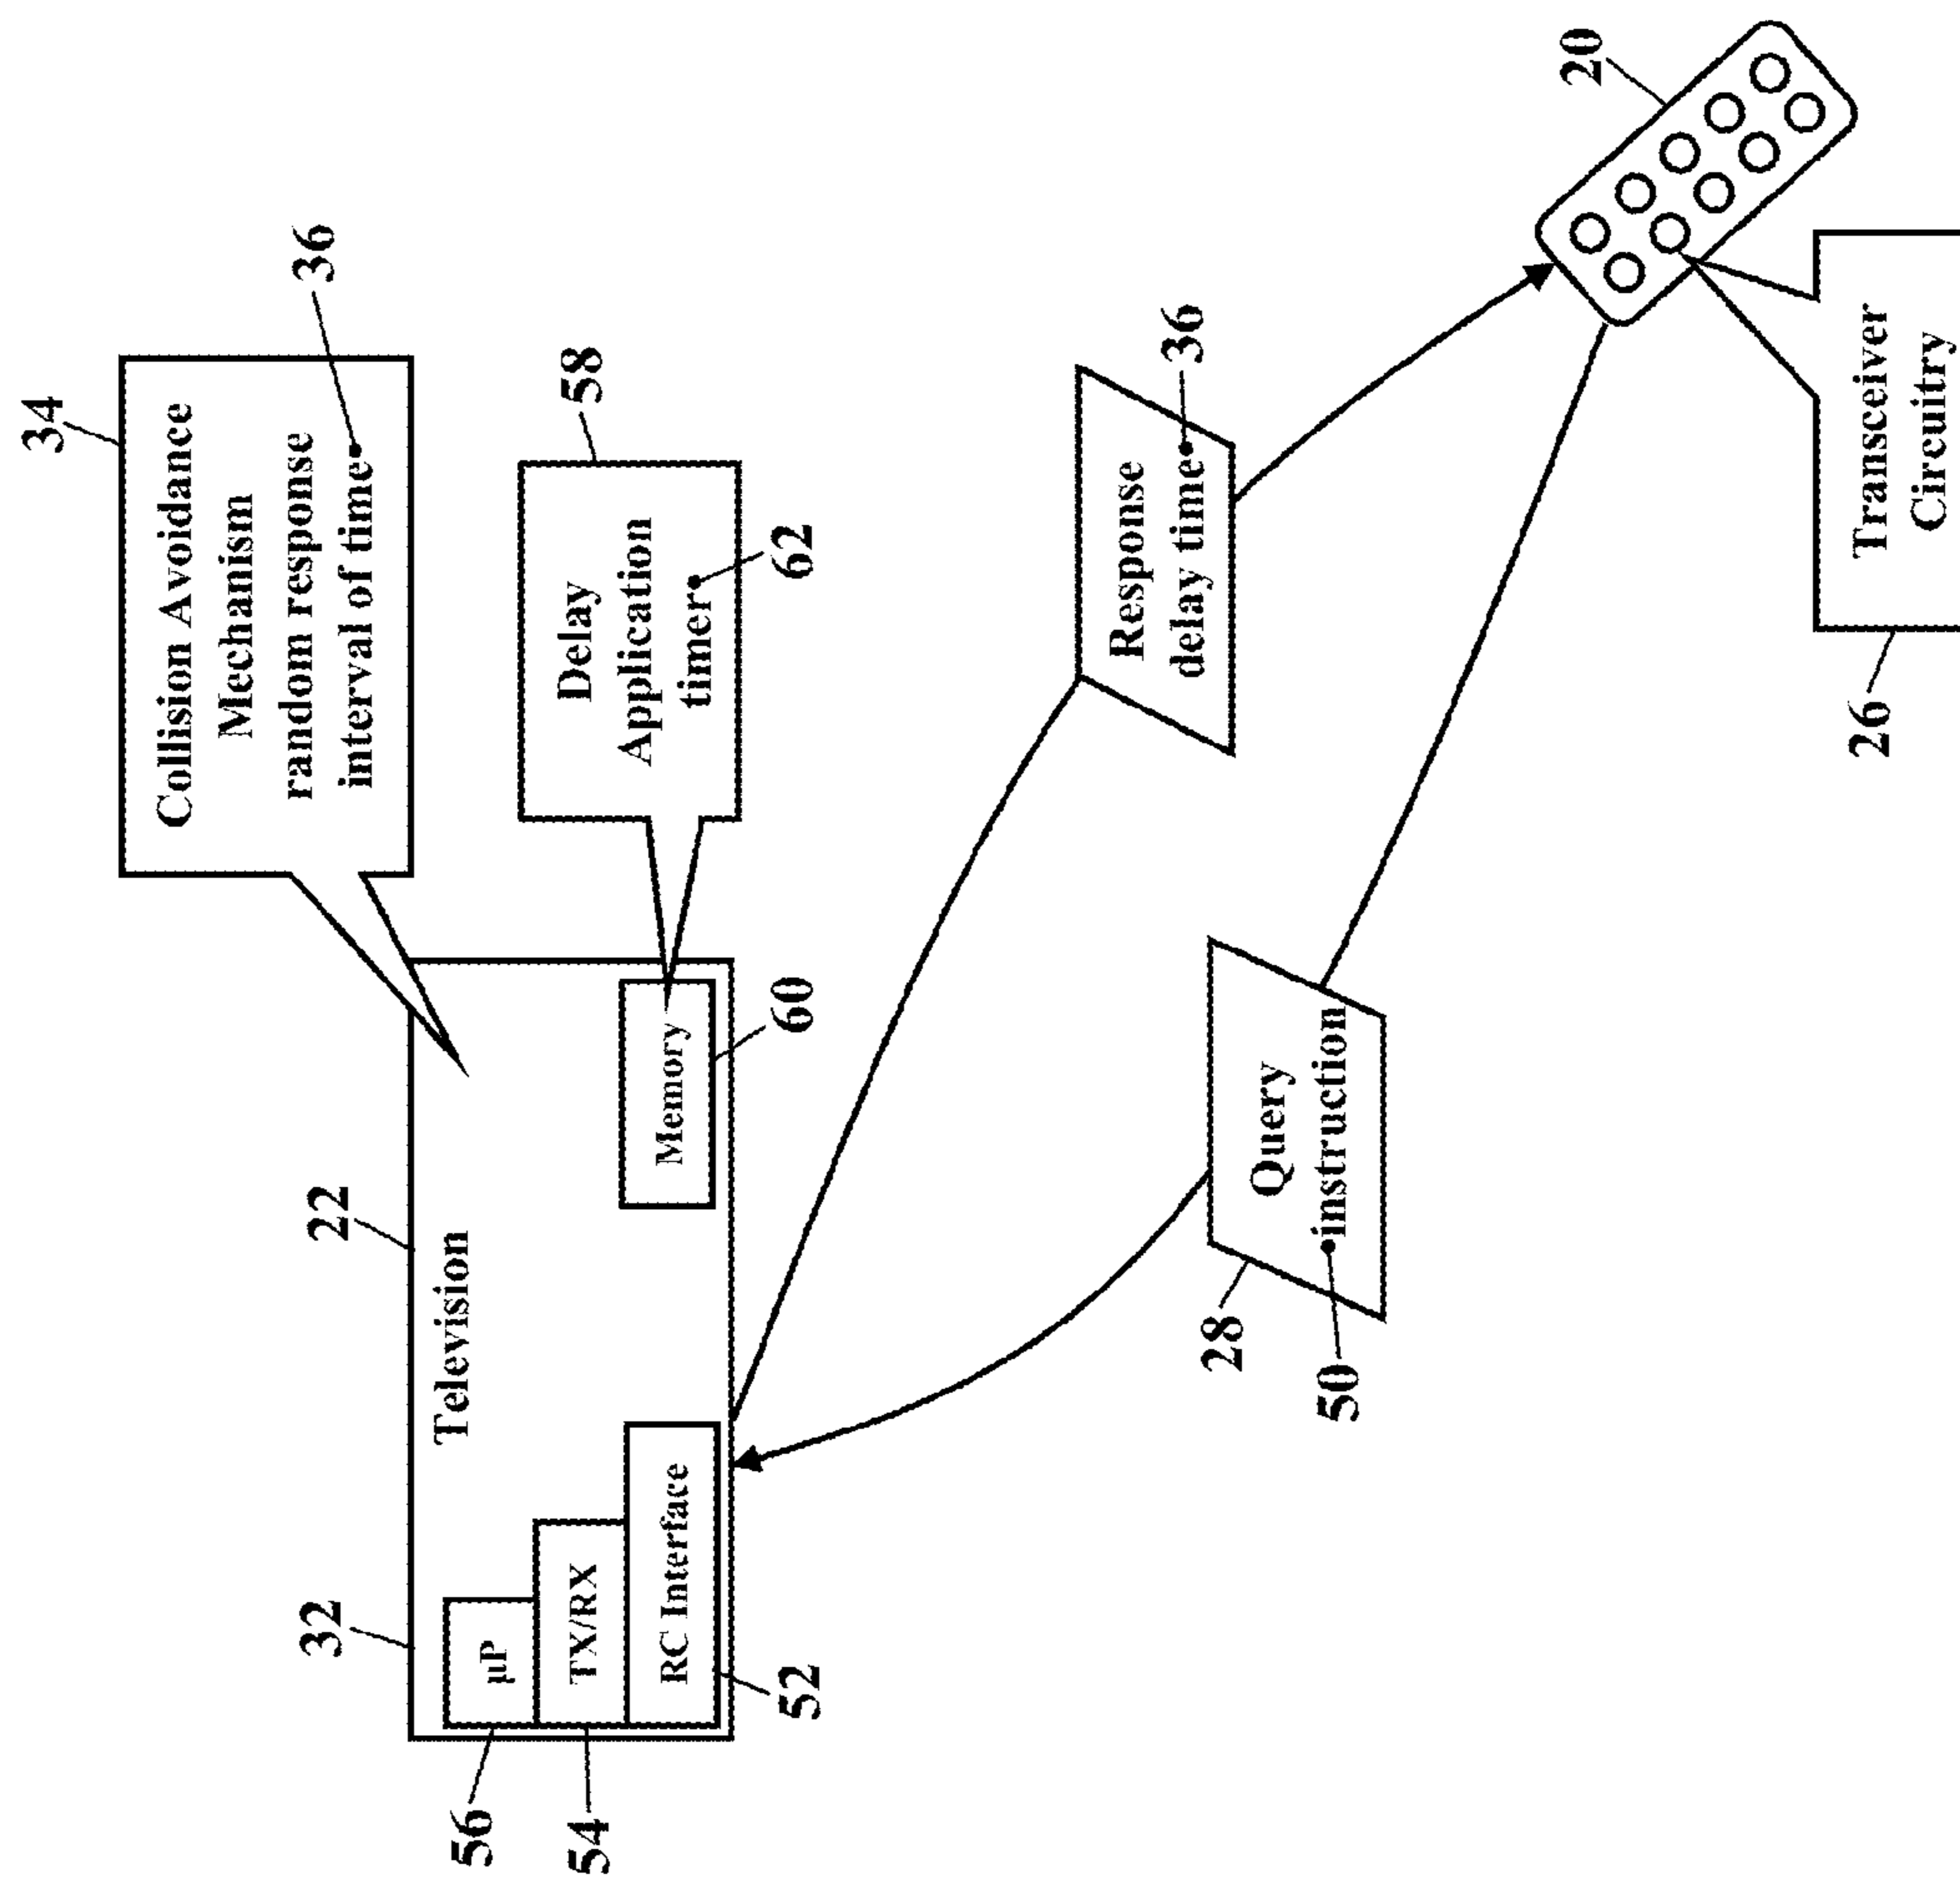 34
Collision Avoidance
Mechanism
random response
interval of time
36
32
22
Television
56
µP
54
TX/RX
RC Interface
52
Memory
60
58
Delay
Application
timer
62
Response
delay time
36
28
Query
instruction
50
20
26
Transceiver
Circuitry